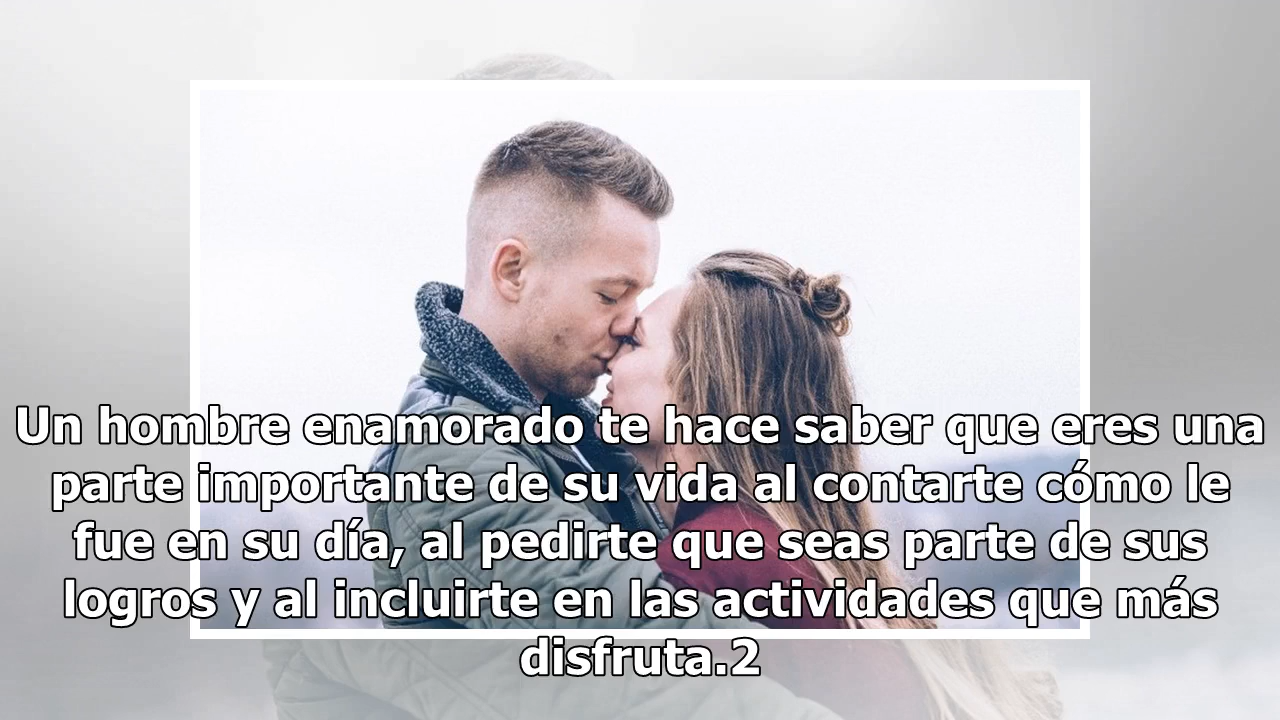 Un hombre enamorado te hace saber que eres una
parte importante de su vida al contarte cómo le
fue en su día, al pedirte que seas parte de sus
logros y al incluirte en las actividades que más
disfruta.2